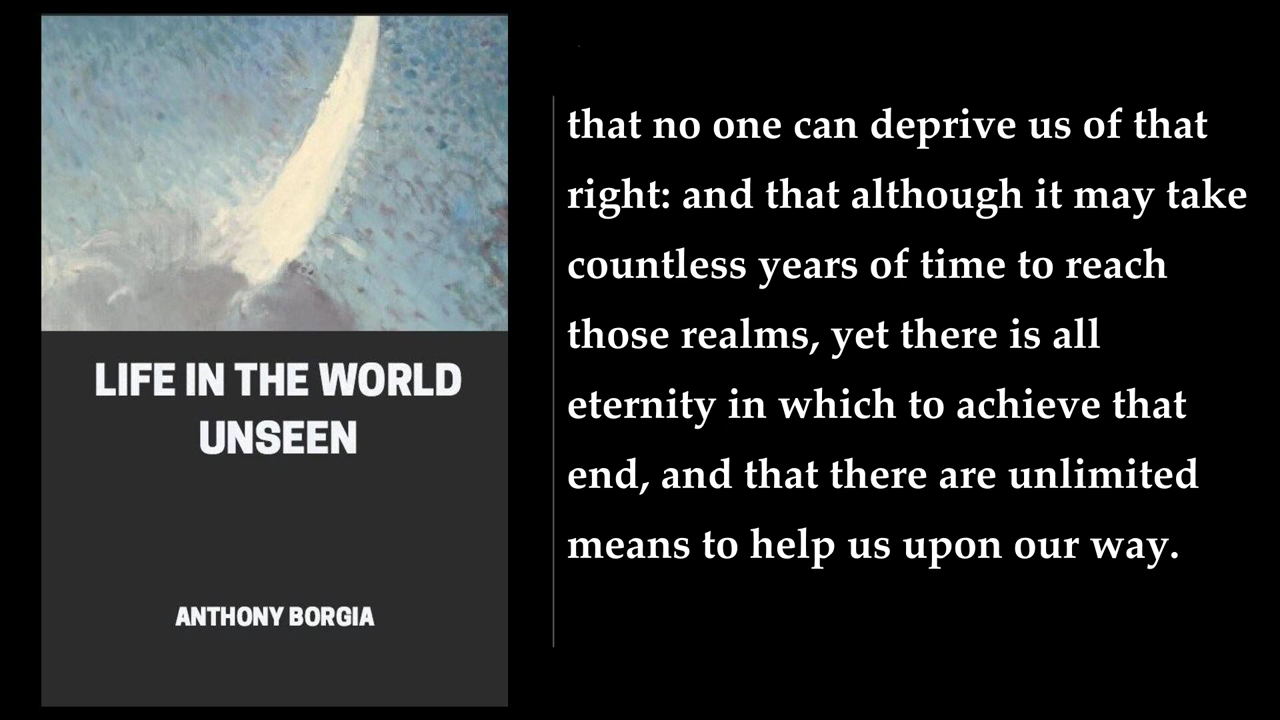 LIFE IN THE WORLD
UNSEEN
ANTHONY BORGIA
that no one can deprive us of that
right: and that although it may take
countless years of time to reach
those realms, yet there is all
eternity in which to achieve that
end, and that there are unlimited
means to help us upon our way.